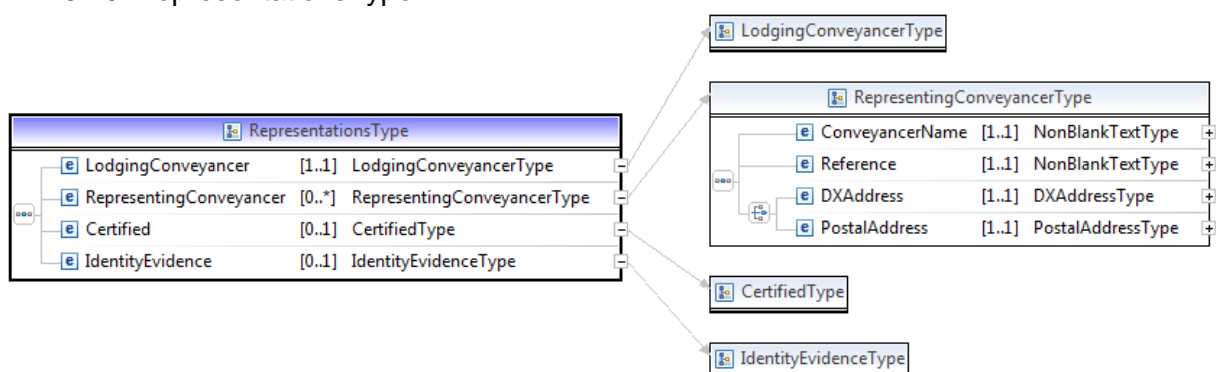 LodgingConveyancerType
RepresentingConveyancerType
ConveyancerName [1..1] NonBlankTextType
Reference [1..1] NonBlankTextType
DXAddress [1..1] DXAddressType
PostalAddress [1..1] PostalAddressType
RepresentationsType
LodgingConveyancer [1..1] LodgingConveyancerType
RepresentingConveyancer [0..*] RepresentingConveyancerType
Certified [0..1] CertifiedType
IdentityEvidence [0..1] IdentityEvidenceType
CertifiedType
IdentityEvidenceType